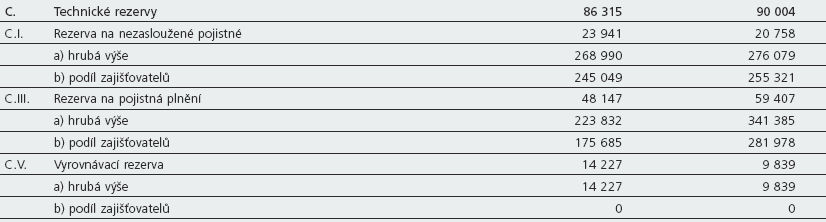 C. Technické rezervy 86 315 90 004
C.I. Rezerva na nezasloužené pojistné 23 941 20 758
a) hrubá výše 268 990 276 079
b) podíl zajišťovatelů 245 049 255 321
C.III. Rezerva na pojistná plnění 48 147 59 407
a) hrubá výše 223 832 341 385
b) podíl zajišťovatelů 175 685 281 978
C.V. Vyrovnávací rezerva 14 227 9 839
a) hrubá výše 14 227 9 839
b) podíl zajišťovatelů 0 0